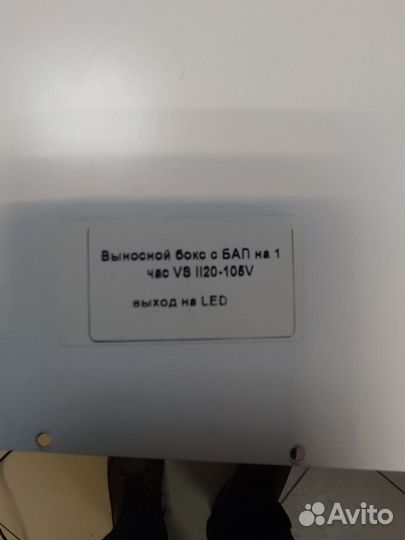 Выносной бокс с БАП на 1
час VS II20-105V
выход на LED
Avito